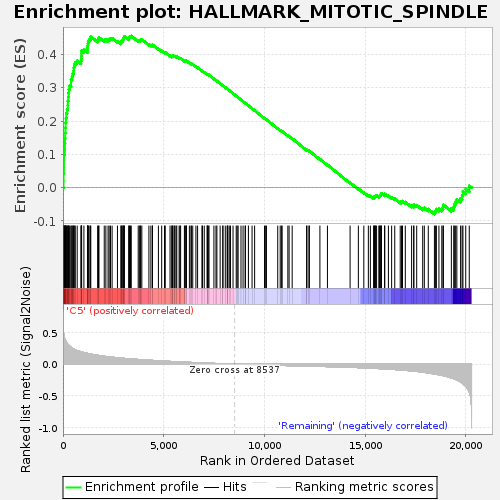 Enrichment plot: HALLMARK_MITOTIC_SPINDLE
Enrichment score (ES)
0.4
0.3
0.2
0.1
0.0
-0.1
'C5' (positively correlated)
Ranked list metric (Signal2Noise)
0.5
0.0
-0.5
-1.0
Zero cross at 8537
'Remaining' (negatively correlated)
0
5,000
10,000
15,000
20,000
Rank in Ordered Dataset
Enrichment profile
Hits
Ranking metric scores